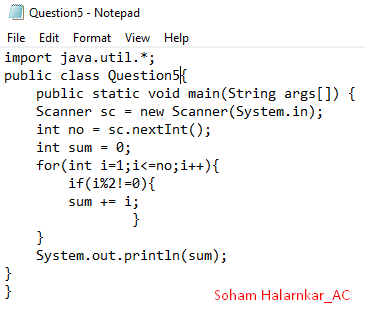 Question5 - Notepad
File Edit Format View Help
import java.util.*;
public class Question5{
    public static void main(String args[]) {
    Scanner sc = new Scanner(System.in);
    int no = sc.nextInt();
    int sum = 0;
    for(int i=1;i<=no;i++){
        if(i%2!=0){
        sum += i;
                }
    }
    System.out.println(sum);
}
}
Soham Halarnkar_AC